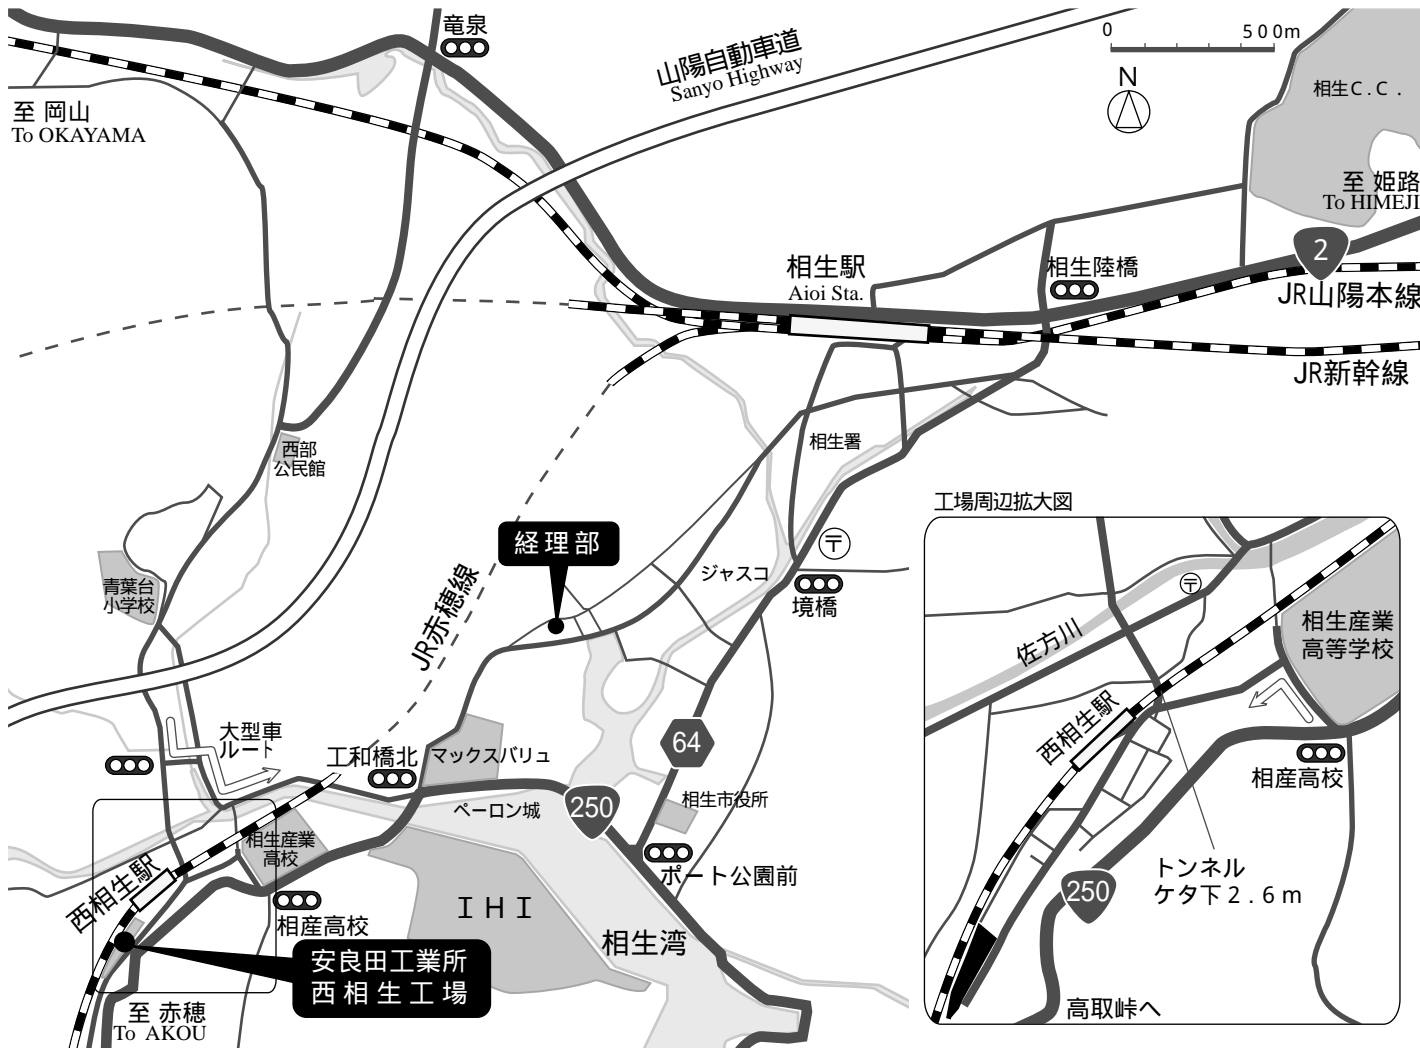 竜泉
山陽自動車道
Sanyo Highway
0 500m
N
相生C.C.
至 岡山
To OKAYAMA
至 姫路
To HIMEJI
2
相生駅
Aioi Sta.
相生陸橋
JR山陽本線
JR新幹線
西部
公民館
相生署
工場周辺拡大図
経理部
〒
ジャスコ
境橋
青葉台
小学校
JR赤穂線
大型車
ルート
工和橋北
マックスバリュ
64
ペーロン城
250
相生市役所
相生産業
高校
ポート公園前
西相生駅
相産高校
IHI
相生湾
安良田工業所
西相生工場
至 赤穂
To AKOU
〒
佐方川
相生産業
高等学校
西相生駅
相産高校
トンネル
ケタ下2.6m
250
高取峠へ